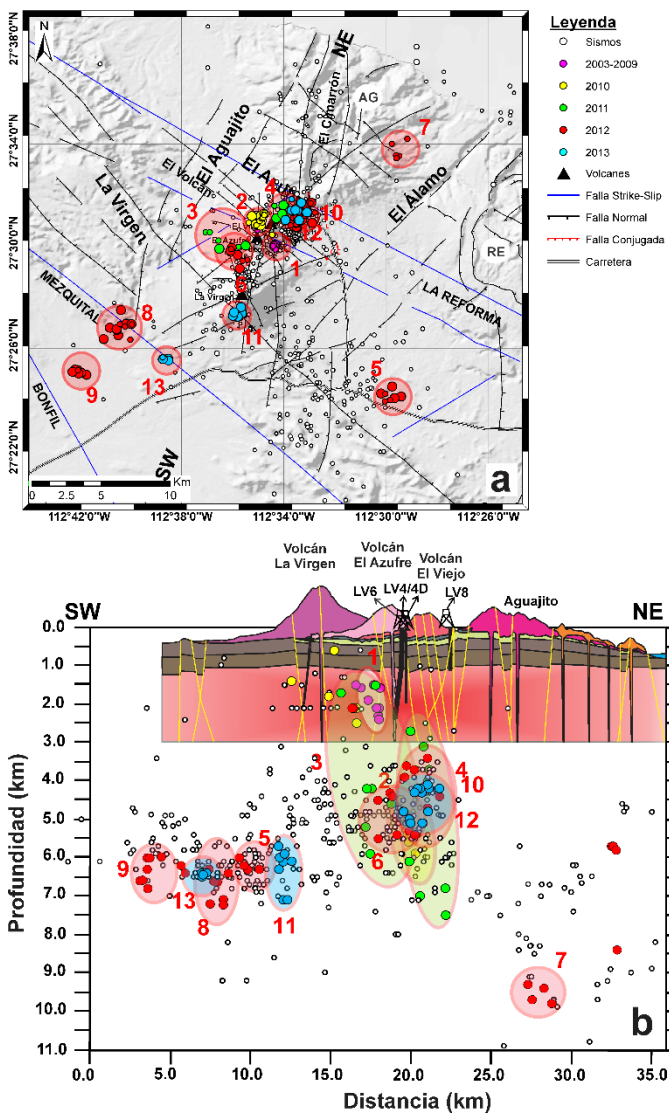 27°38'0"N
27°34'0"N
27°30'0"N
27°26'0"N
27°22'0"N
N
NE
El Cimarrón
AG
7
El Aguajito
El Volcán
4
2
10
12
El Alamo
3
La Virgen
El Azufre
1
RE
6
La Virgen
MEZQUITAL
LA REFORMA
8
11
13
9
5
BONFIL
SW
Km
0 2.5 5 10
a
112°42'0"W 112°38'0"W 112°34'0"W 112°30'0"W 112°26'0"W
Leyenda
Sismos
2003-2009
2010
2011
2012
2013
Volcanes
Falla Strike-Slip
Falla Normal
Falla Conjugada
Carretera
Volcán La Virgen
Volcán El Azufre
Volcán El Viejo
LV6
LV4/4D
LV8
Aguajito
SW
NE
0.0
1.0
2.0
3.0
4.0
5.0
6.0
7.0
8.0
9.0
10.0
11.0
Profundidad (km)
1
3
2
4
10
12
6
5
9
13
8
11
7
b
0.0 5.0 10.0 15.0 20.0 25.0 30.0 35.0
Distancia (km)